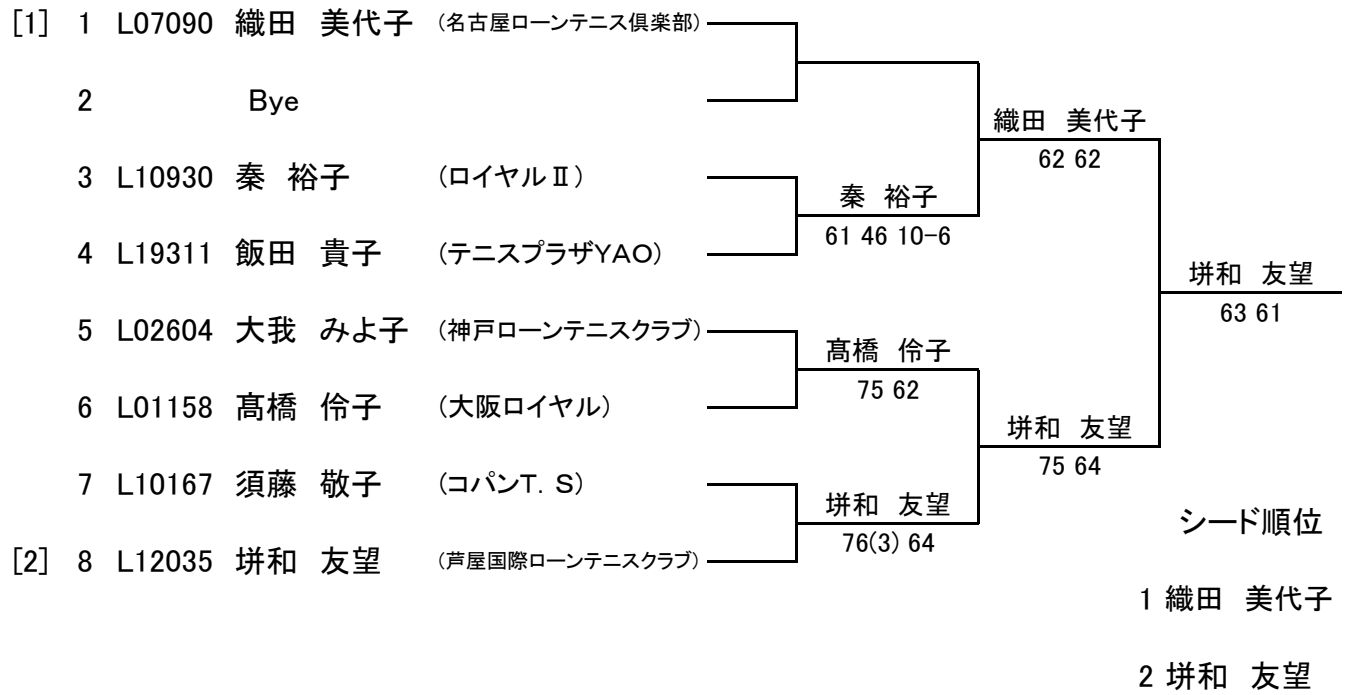 [1] 1 L07090 織田 美代子 (名古屋ローンテニス倶楽部)
2 Bye
織田 美代子
62 62
3 L10930 秦 裕子 (ロイヤルⅡ)
秦 裕子
61 46 10-6
4 L19311 飯田 貴子 (テニスプラザYAO)
垪和 友望
63 61
5 L02604 大我 みよ子 (神戸ローンテニスクラブ)
髙橋 伶子
75 62
6 L01158 髙橋 伶子 (大阪ロイヤル)
垪和 友望
75 64
7 L10167 須藤 敬子 (コパンT．S)
垪和 友望
76(3) 64
[2] 8 L12035 垪和 友望 (芦屋国際ローンテニスクラブ)
シード順位
1 織田 美代子
2 垪和 友望